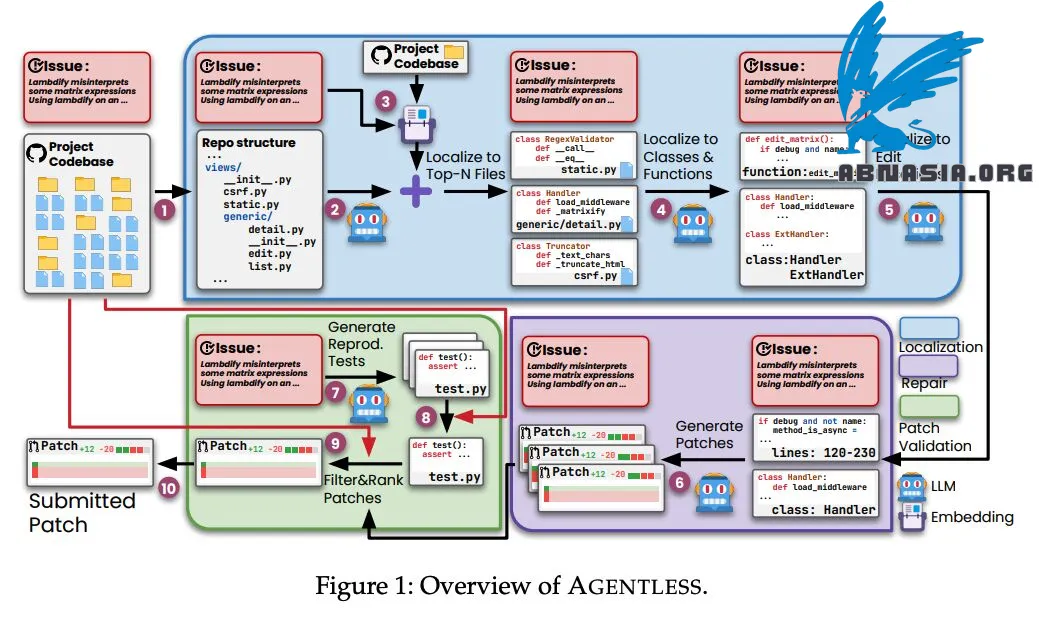 Issue:
Lambdify misinterprets
some matrix expressions
Using lambdify on an ...
Project
Codebase
1
Issue:
Lambdify misinterprets
some matrix expressions
Using lambdify on an ...
Repo structure
...
views/
__init__.py
csrf.py
static.py
generic/
detail.py
__init__.py
edit.py
list.py
...
2
Project
Codebase
3
Localize to
Top-N Files
Issue:
Lambdify misinterprets
some matrix expressions
Using lambdify on an ...
class RegexValidator
def __call__
def __eq__
static.py
class Handler
def load_middleware
def _matrixify
generic/detail.py
class Truncator
def _text_chars
def _truncate_html
csrf.py
Localize to
Classes &
Functions
4
Issue:
Lambdify misinterprets
some matrix expressions
Using lambdify on an ...
def edit_matrix():
if debug and name
...
function:edit_m
class Handler:
def load_middleware
...
class ExtHandler:
...
class:Handler
ExtHandler
Edit
5
ABNASIA.ORG
Issue:
Lambdify misinterprets
some matrix expressions
Using lambdify on an ...
Generate
Reprod.
Tests
7
def test():
assert ...
test.py
8
def test():
assert ...
test.py
9
Filter&Rank
Patches
Patch +12 -20
10
Patch +12 -20
Submitted
Patch
Issue:
Lambdify misinterprets
some matrix expressions
Using lambdify on an ...
Patch +12 -20
Patch +12 -20
Patch +12 -20
Generate
Patches
6
Issue:
Lambdify misinterprets
some matrix expressions
Using lambdify on an ...
if debug and not name:
method_is_async =
...
lines: 120-230
class Handler:
def load_middleware
...
class: Handler
Localization
Repair
Patch
Validation
LLM
Embedding
Figure 1: Overview of AGENTLESS.